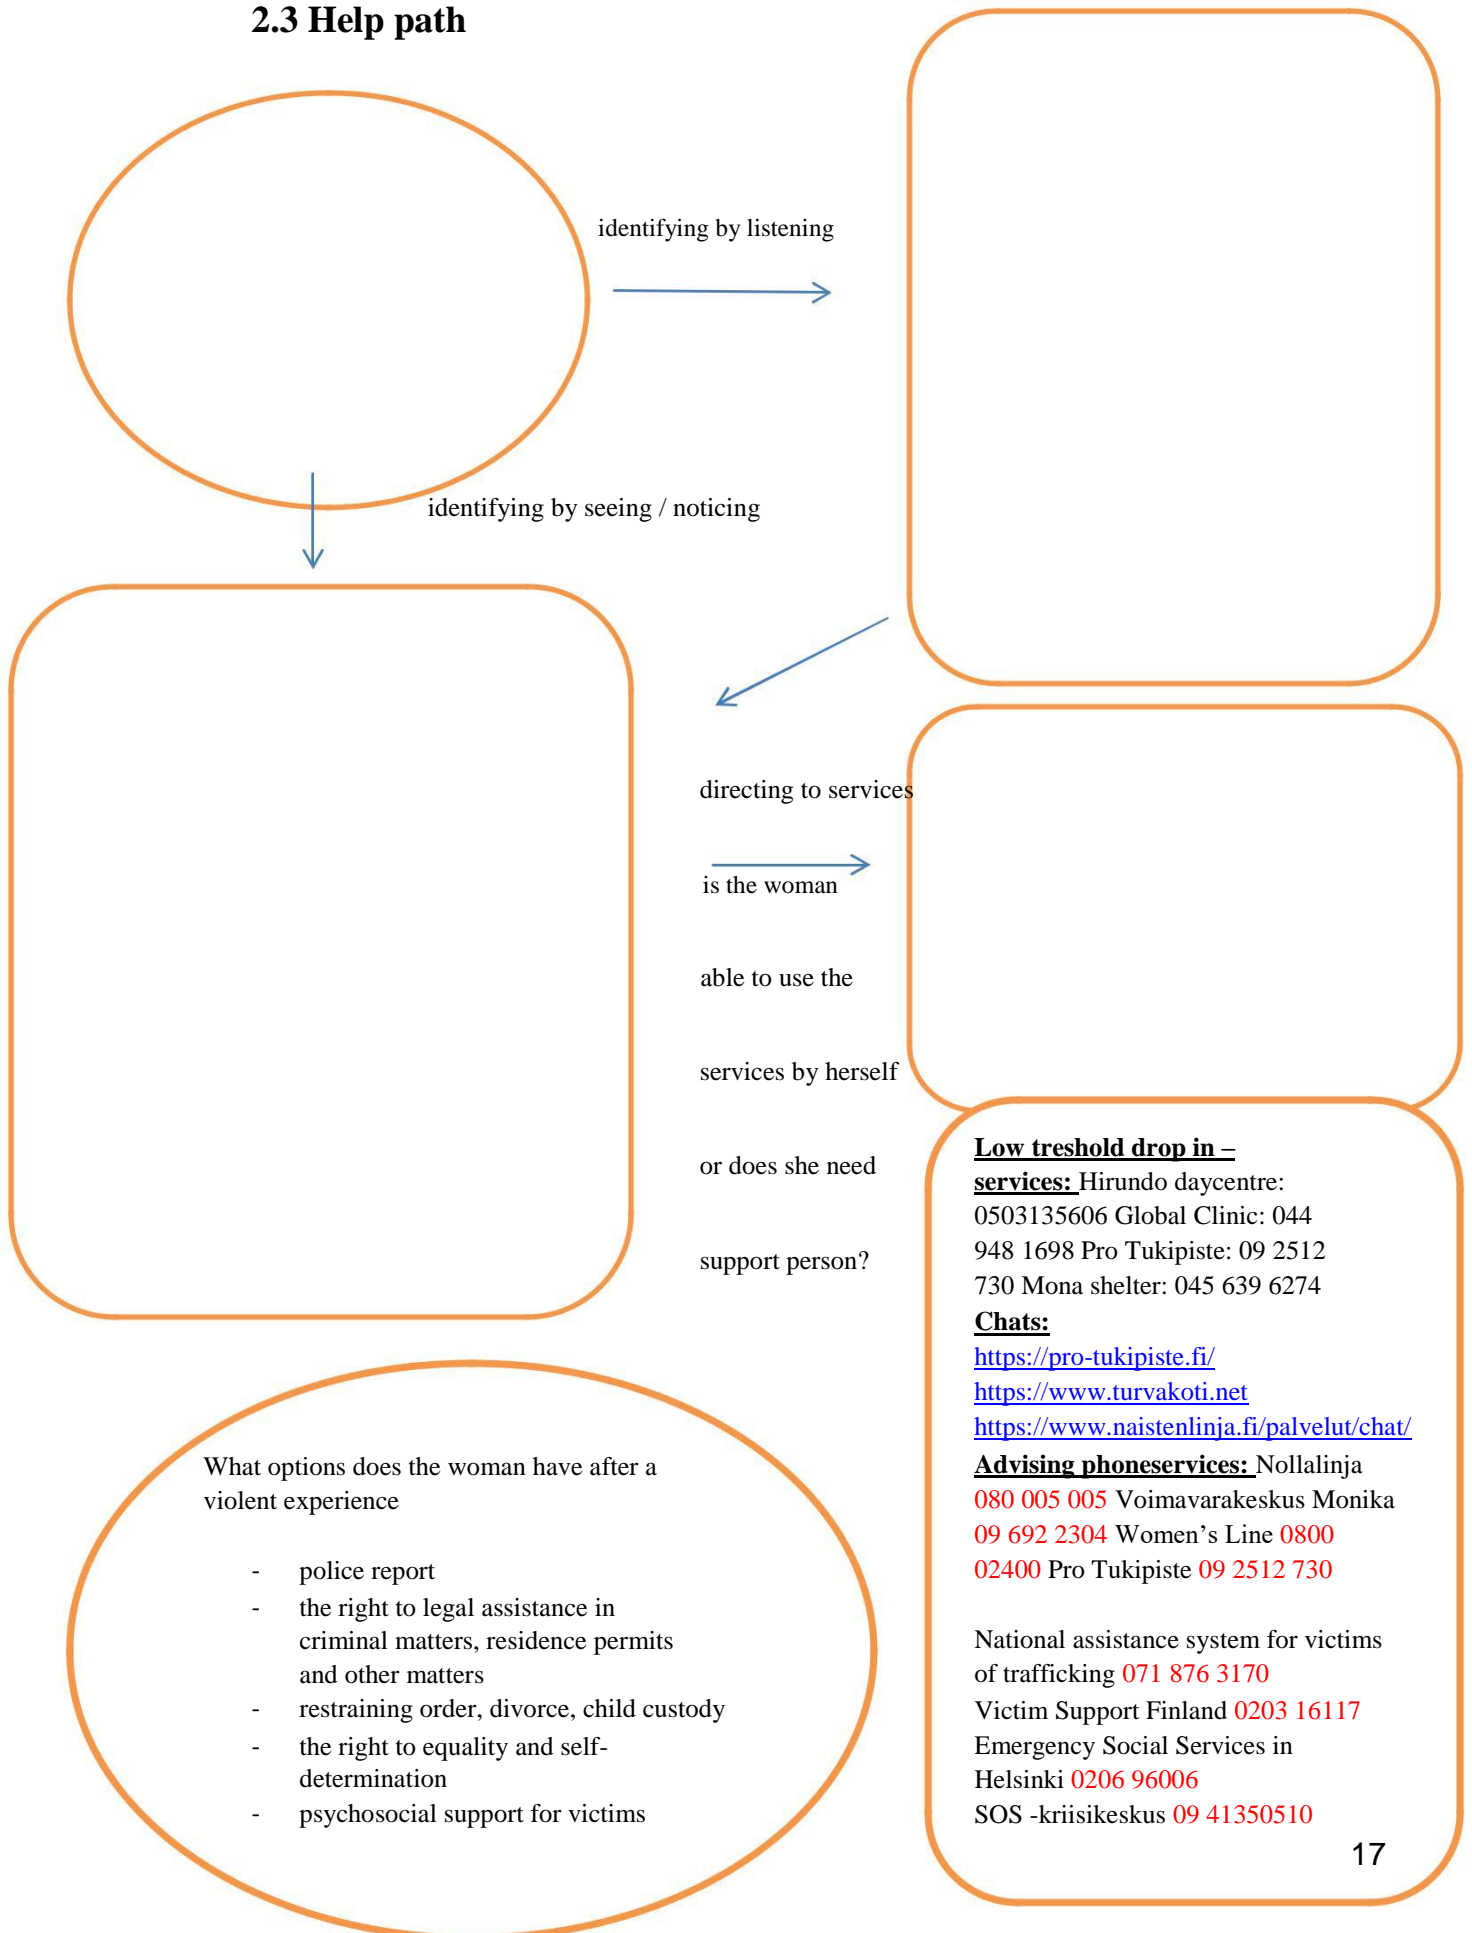 2.3 Help path
identifying by listening
identifying by seeing / noticing
directing to services
is the woman
able to use the
services by herself
or does she need
support person?
Low treshold drop in –
services: Hirundo daycentre:
0503135606 Global Clinic: 044
948 1698 Pro Tukipiste: 09 2512
730 Mona shelter: 045 639 6274
Chats:
https://pro-tukipiste.fi/
https://www.turvakoti.net
https://www.naistenlinja.fi/palvelut/chat/
Advising phoneservices: Nollalinja
080 005 005 Voimavarakeskus Monika
09 692 2304 Women’s Line 0800
02400 Pro Tukipiste 09 2512 730
National assistance system for victims
of trafficking 071 876 3170
Victim Support Finland 0203 16117
Emergency Social Services in
Helsinki 0206 96006
SOS -kriisikeskus 09 41350510
What options does the woman have after a
violent experience
- police report
- the right to legal assistance in
criminal matters, residence permits
and other matters
- restraining order, divorce, child custody
- the right to equality and self-
determination
- psychosocial support for victims
17